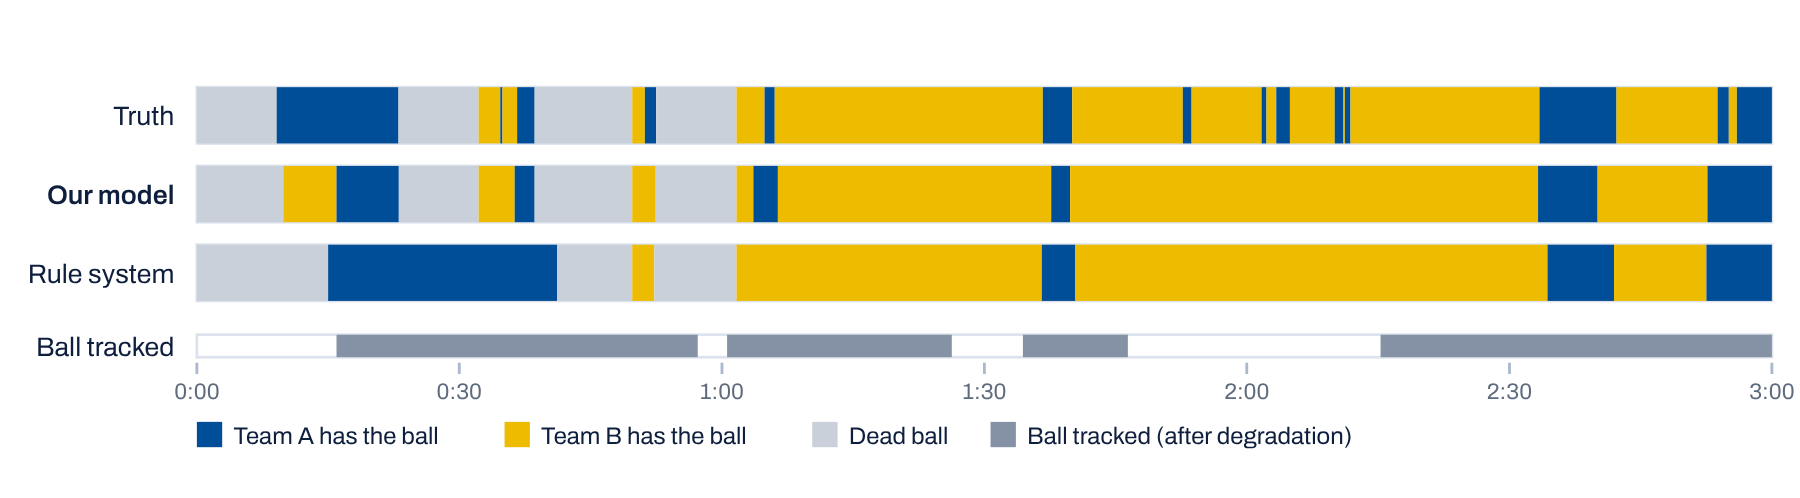 Truth
Our model
Rule system
Ball tracked
0:00 0:30 1:00 1:30 2:00 2:30 3:00
Team A has the ball Team B has the ball Dead ball Ball tracked (after degradation)